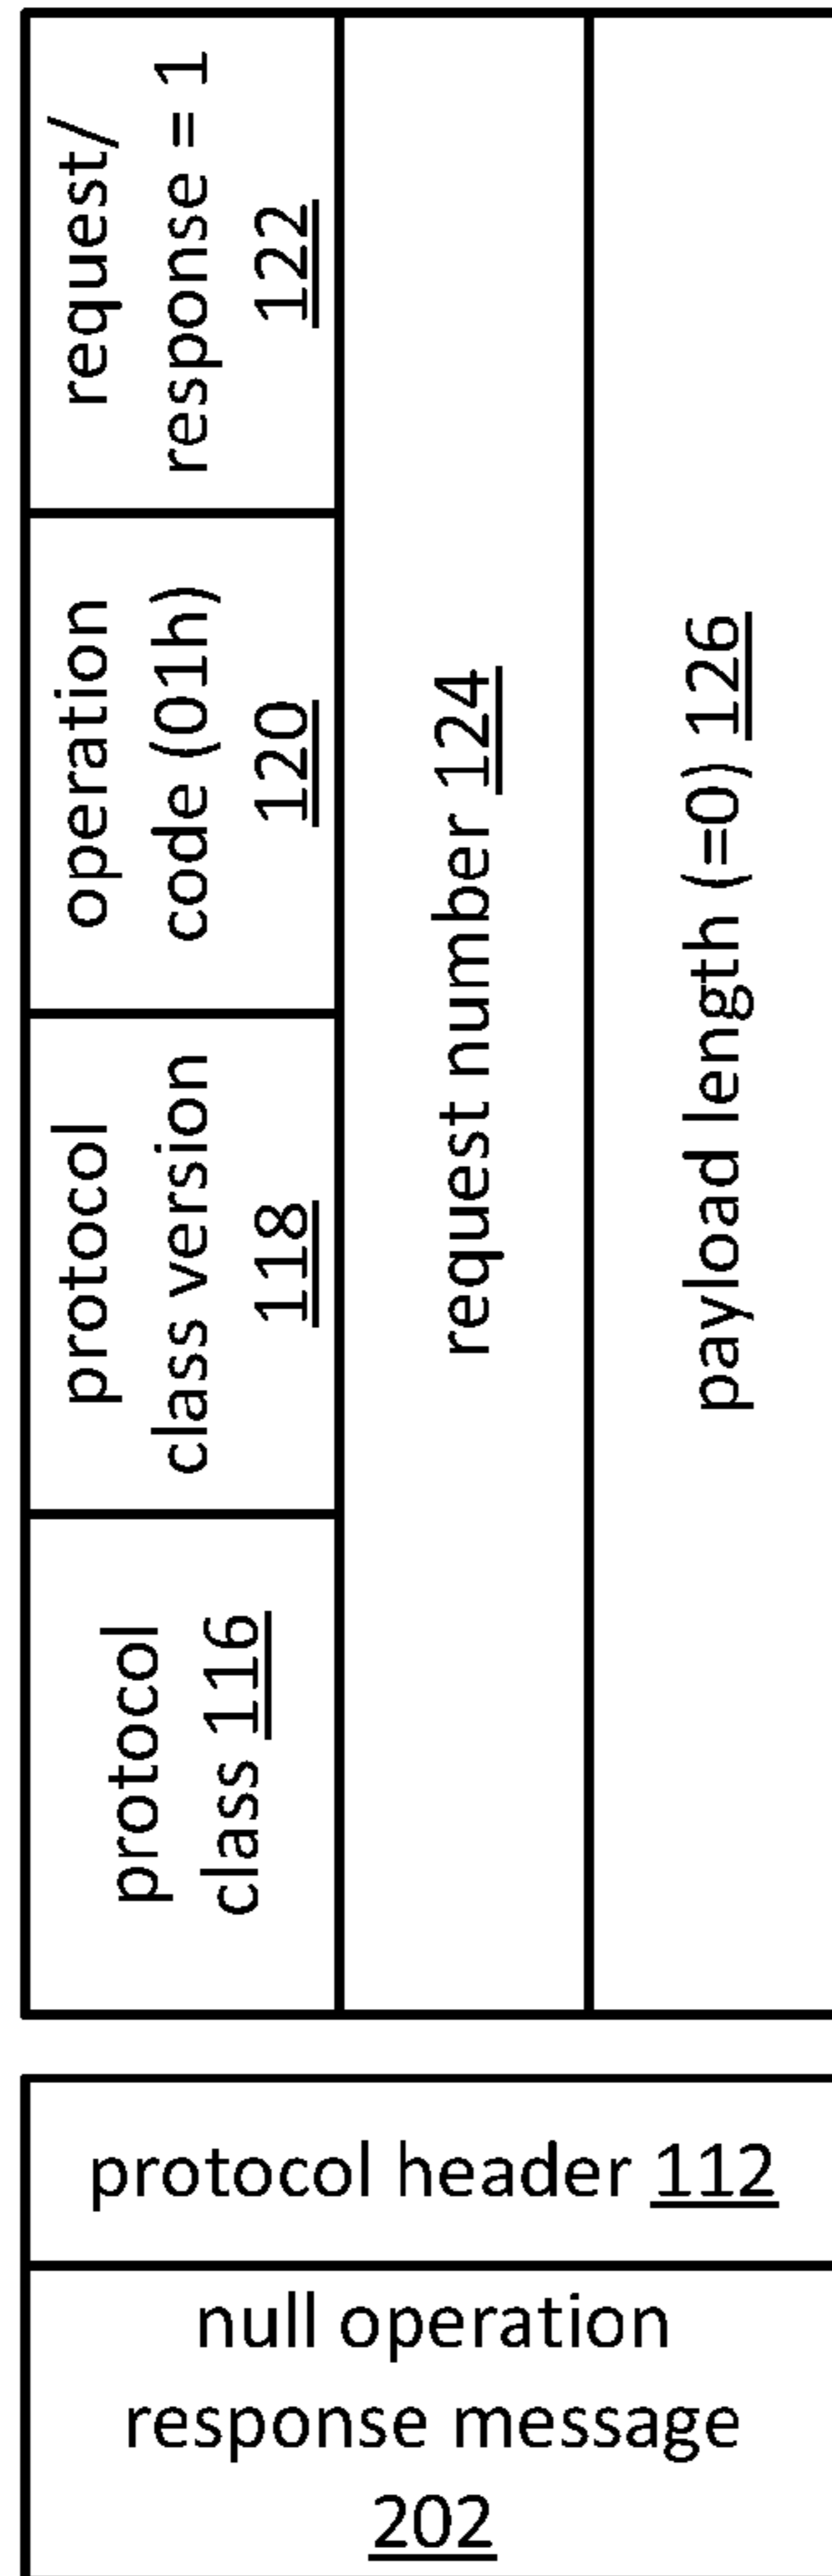 protocol
class 116
protocol
class version
118
operation
code (01h)
120
request/
response = 1
122
request number 124
payload length (=0) 126
protocol header 112
null operation
response message
202